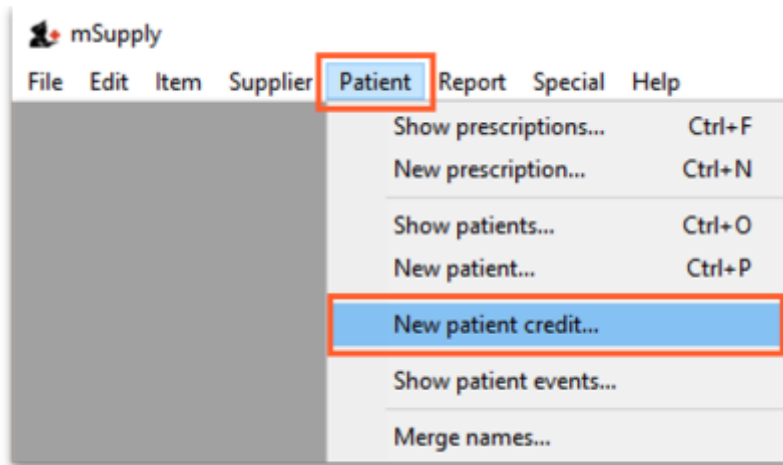 mSupply
File Edit Item Supplier Patient Report Special Help
Show prescriptions... Ctrl+F
New prescription... Ctrl+N
Show patients... Ctrl+O
New patient... Ctrl+P
New patient credit...
Show patient events...
Merge names...